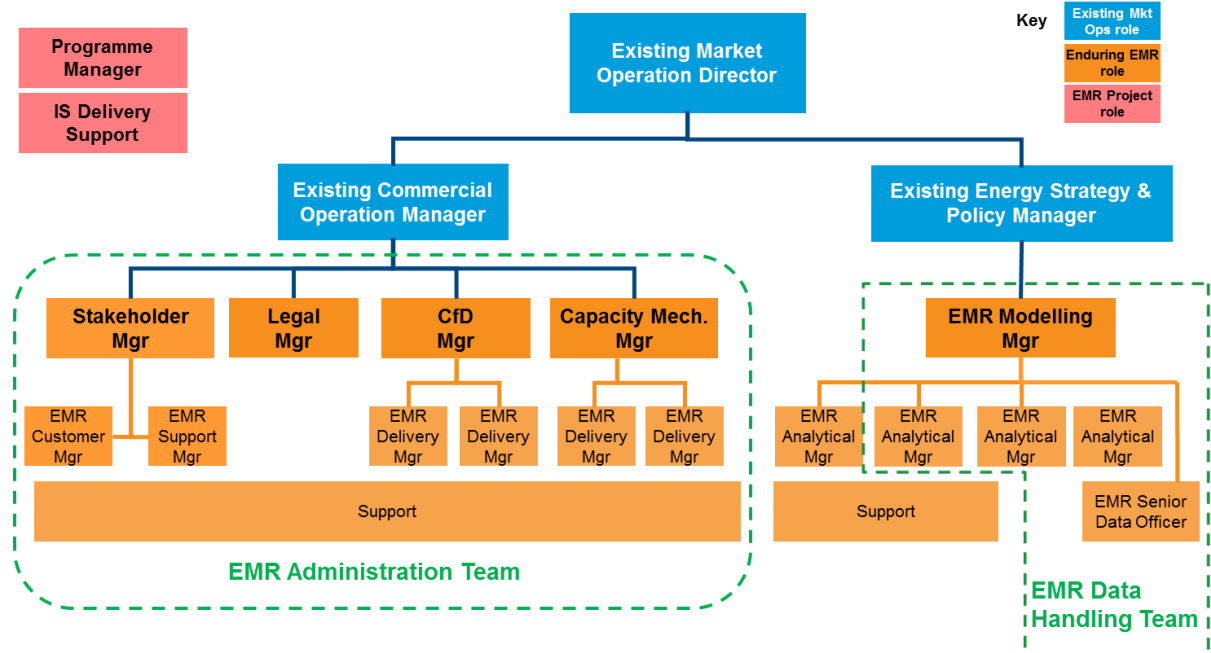 Programme
Manager
IS Delivery
Support
Existing Market
Operation Director
Key
Existing Mkt
Ops role
Enduring EMR
role
EMR Project
role
Existing Commercial
Operation Manager
Existing Energy Strategy &
Policy Manager
Stakeholder
Mgr
Legal
Mgr
CfD
Mgr
Capacity Mech.
Mgr
EMR Modelling
Mgr
EMR
Customer
Mgr
EMR
Support
Mgr
EMR
Delivery
Mgr
EMR
Delivery
Mgr
EMR
Delivery
Mgr
EMR
Delivery
Mgr
EMR
Analytical
Mgr
EMR
Analytical
Mgr
EMR
Analytical
Mgr
EMR
Analytical
Mgr
Support
Support
EMR Senior
Data Officer
EMR Administration Team
EMR Data
Handling Team